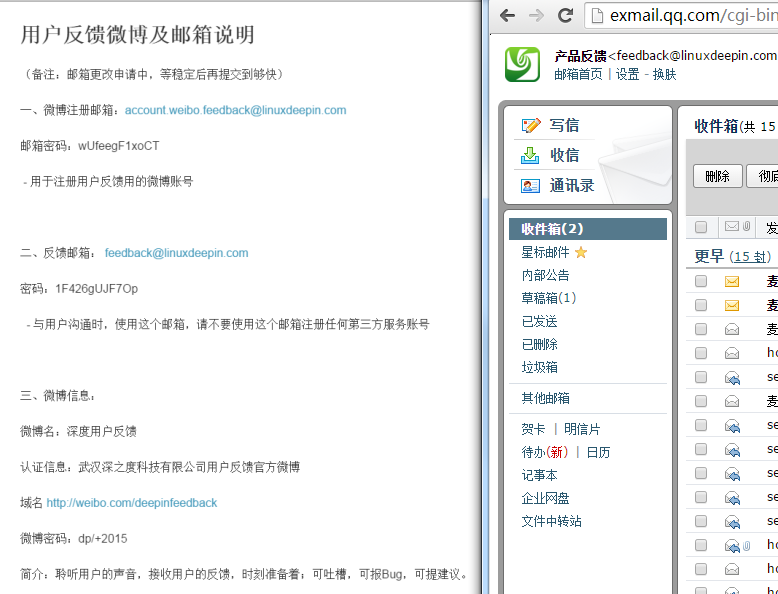 用户反馈微博及邮箱说明
（备注：邮箱更改申请中，等稳定后再提交到够快）
一、微博注册邮箱：account.weibo.feedback@linuxdeepin.com
邮箱密码：wUfeegF1xoCT
- 用于注册用户反馈用的微博账号
二、反馈邮箱： feedback@linuxdeepin.com
密码：1F426gUJF7Op
- 与用户沟通时，使用这个邮箱，请不要使用这个邮箱注册任何第三方服务账号
三、微博信息：
微博名：深度用户反馈
认证信息：武汉深之度科技有限公司用户反馈官方微博
域名 http://weibo.com/deepinfeedback
微博密码：dp/+2015
简介：聆听用户的声音，接收用户的反馈，时刻准备着；可吐槽，可报Bug，可提建议。
exmail.qq.com/cgi-bin
产品反馈<feedback@linuxdeepin.com
邮箱首页 | 设置 - 换肤
写信
收信
通讯录
收件箱(2)
星标邮件
内部公告
草稿箱(1)
已发送
已删除
垃圾箱
其他邮箱
贺卡 | 明信片
待办(新) | 日历
记事本
企业网盘
文件中转站
收件箱(共 15
删除 彻底
发
更早 (15 封)
麦
麦
麦
ho
se
麦
se
se
se
se
se
ho
ho
ho